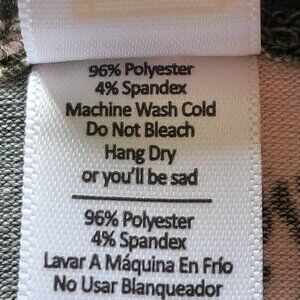 96% Polyester
4% Spandex
Machine Wash Cold
Do Not Bleach
Hang Dry
or you'll be sad
96% Polyester
4% Spandex
Lavar A Máquina En Frío
No Usar Blanqueador